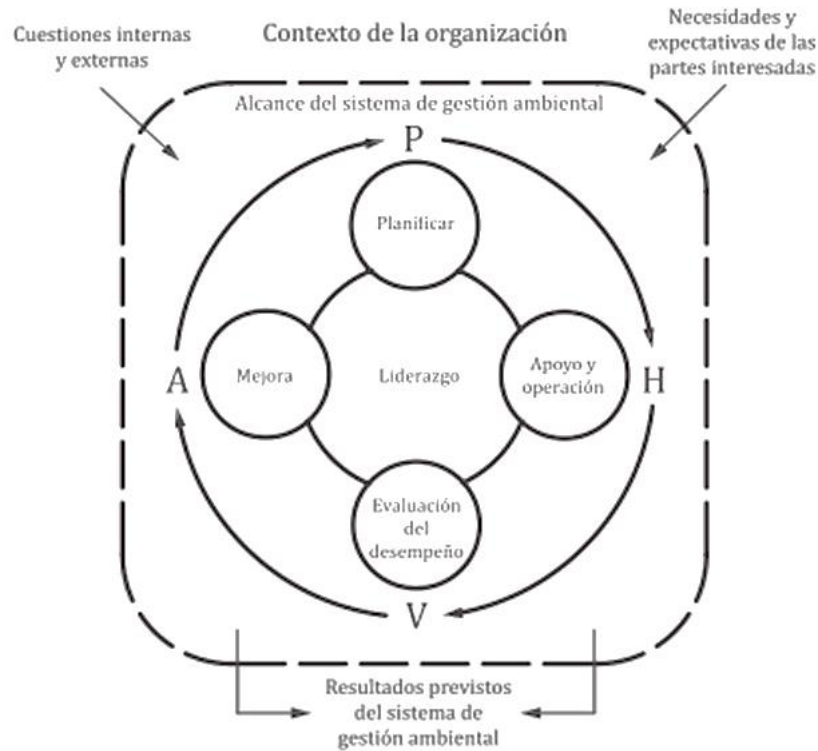 Cuestiones internas
y externas
Contexto de la organización
Necesidades y
expectativas de las
partes interesadas
Alcance del sistema de gestión ambiental
P
Planificar
A
Mejora
Liderazgo
Apoyo y
operación
H
Evaluación
del
desempeño
V
Resultados previstos
del sistema de
gestión ambiental